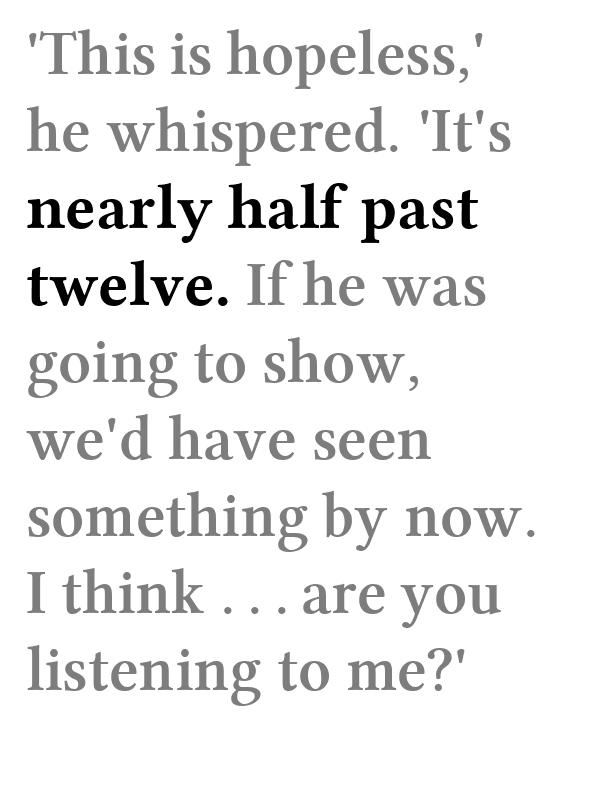 'This is hopeless,'
he whispered. 'It's
nearly half past
twelve. If he was
going to show,
we'd have seen
something by now.
I think . . . are you
listening to me?'